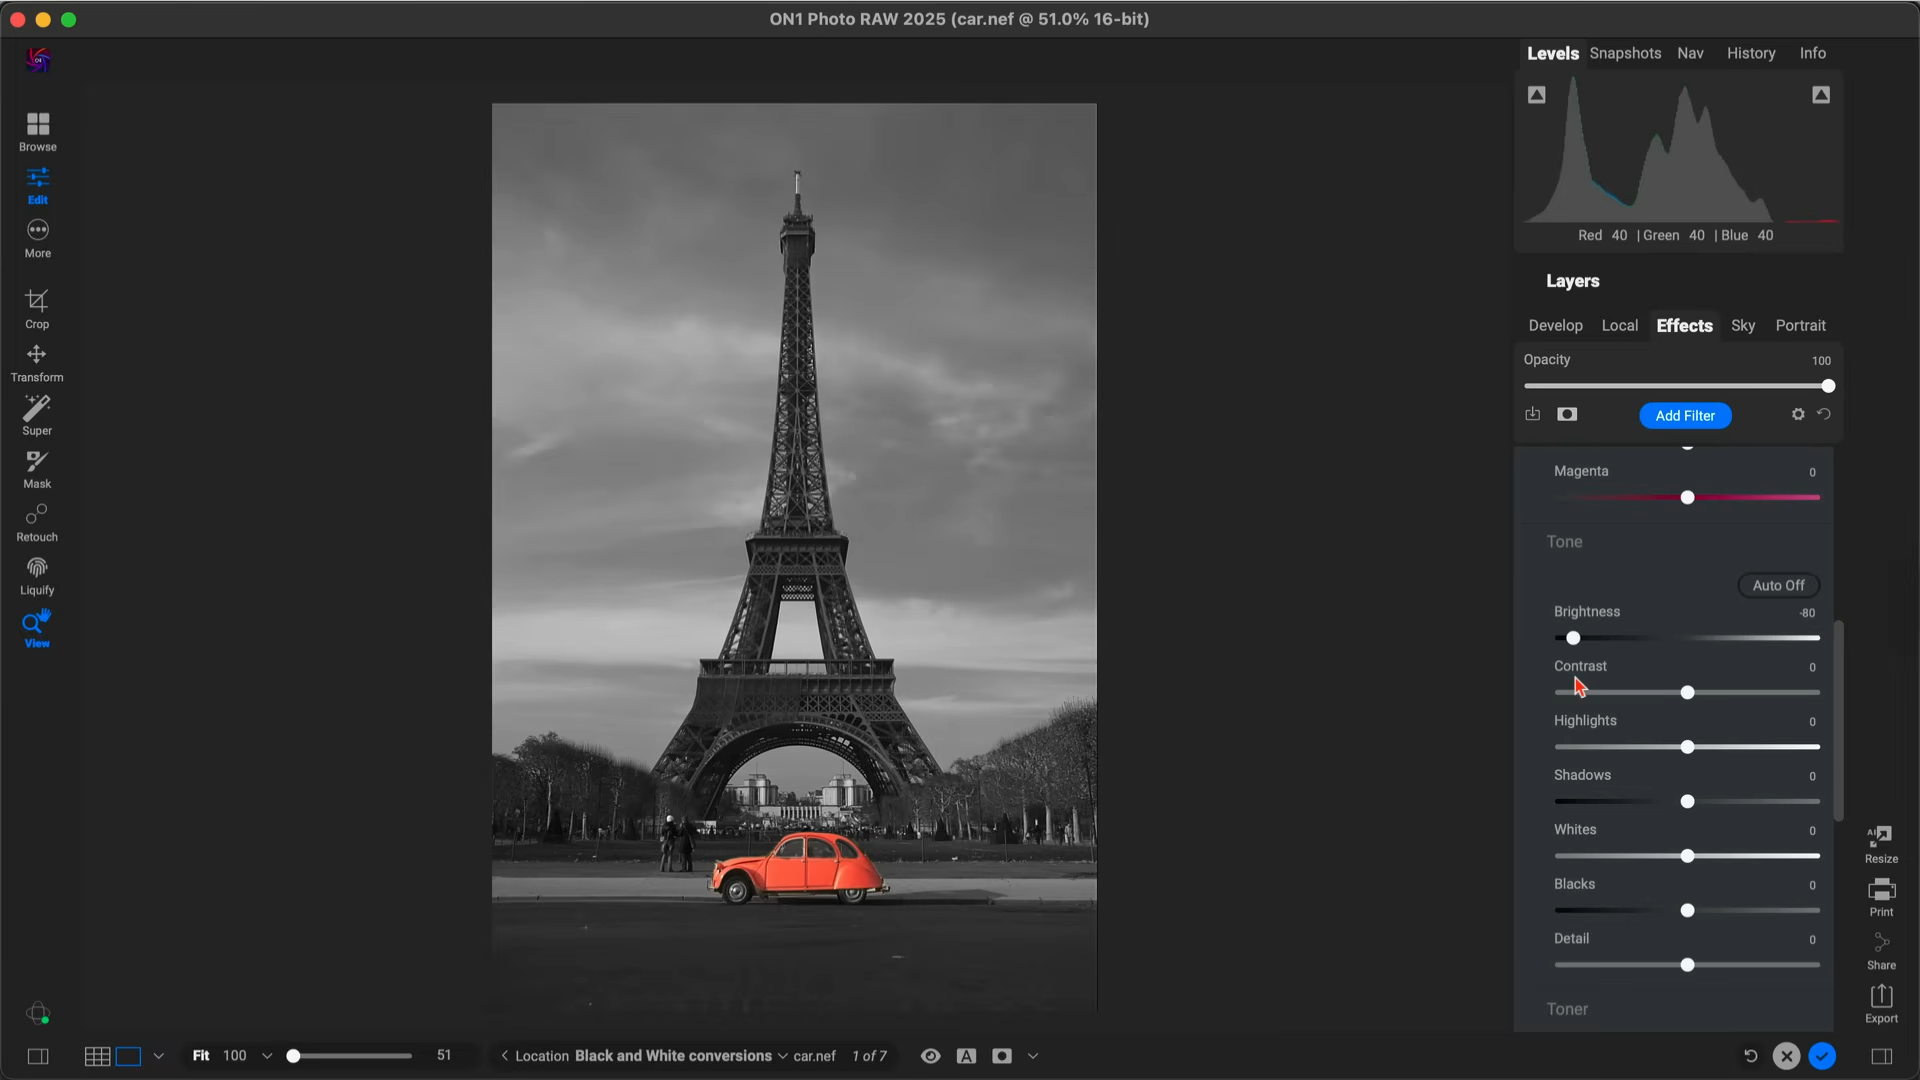 ON1 Photo RAW 2025 (car.nef @ 51.0% 16-bit)
Levels Snapshots Nav History Info
Red 40 | Green 40 | Blue 40
Layers
Develop Local Effects Sky Portrait
Opacity 100
Add Filter
Magenta 0
Tone
Auto Off
Brightness -80
Contrast 0
Highlights 0
Shadows 0
Whites 0
Blacks 0
Detail 0
Toner
Browse
Edit
More
Crop
Transform
Super
Mask
Retouch
Liquify
View
AI
Resize
Print
Share
Export
Fit 100 51 Location Black and White conversions car.nef 1 of 7 A